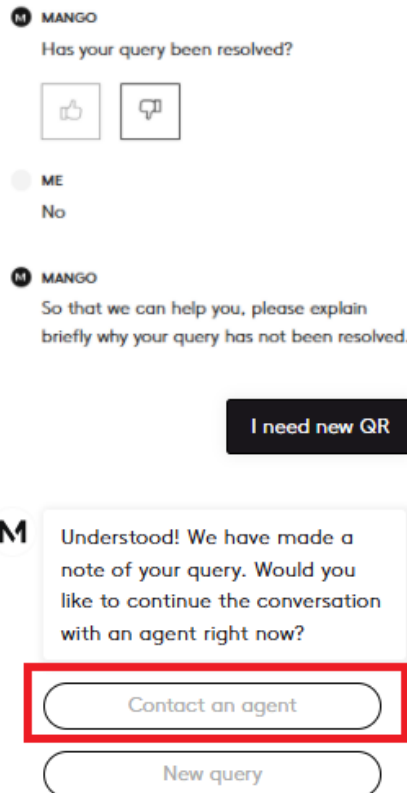 M MANGO
Has your query been resolved?
ME
No
M MANGO
So that we can help you, please explain
briefly why your query has not been resolved.
I need new QR
M
Understood! We have made a
note of your query. Would you
like to continue the conversation
with an agent right now?
Contact an agent
New query